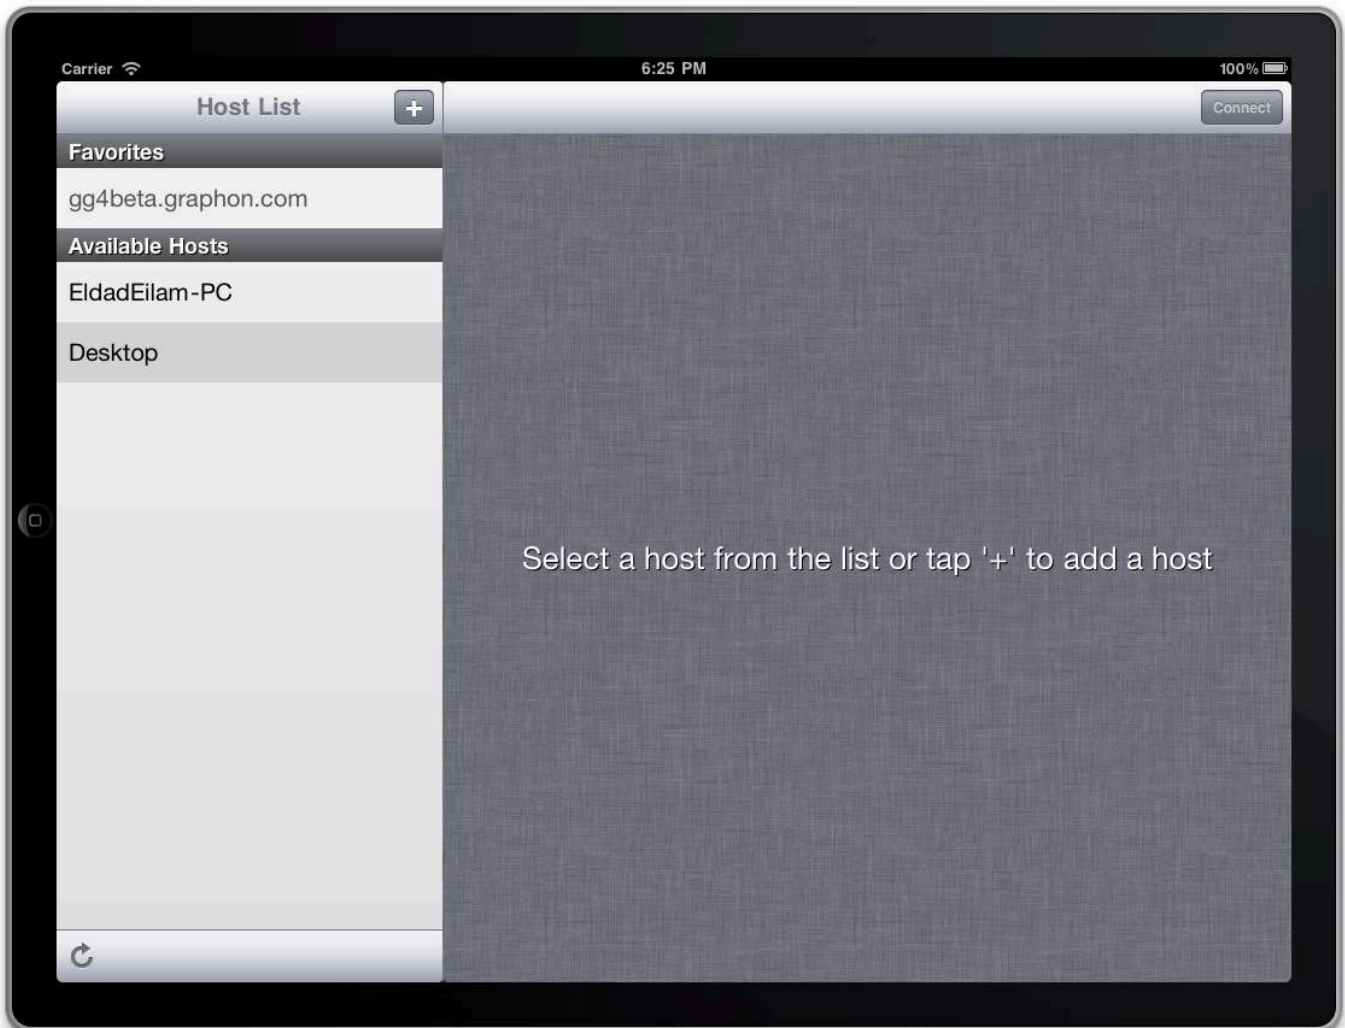 Carrier 6:25 PM 100%
Host List +
Connect
Favorites
gg4beta.graphon.com
Available Hosts
EldadEilam-PC
Desktop
Select a host from the list or tap '+' to add a host